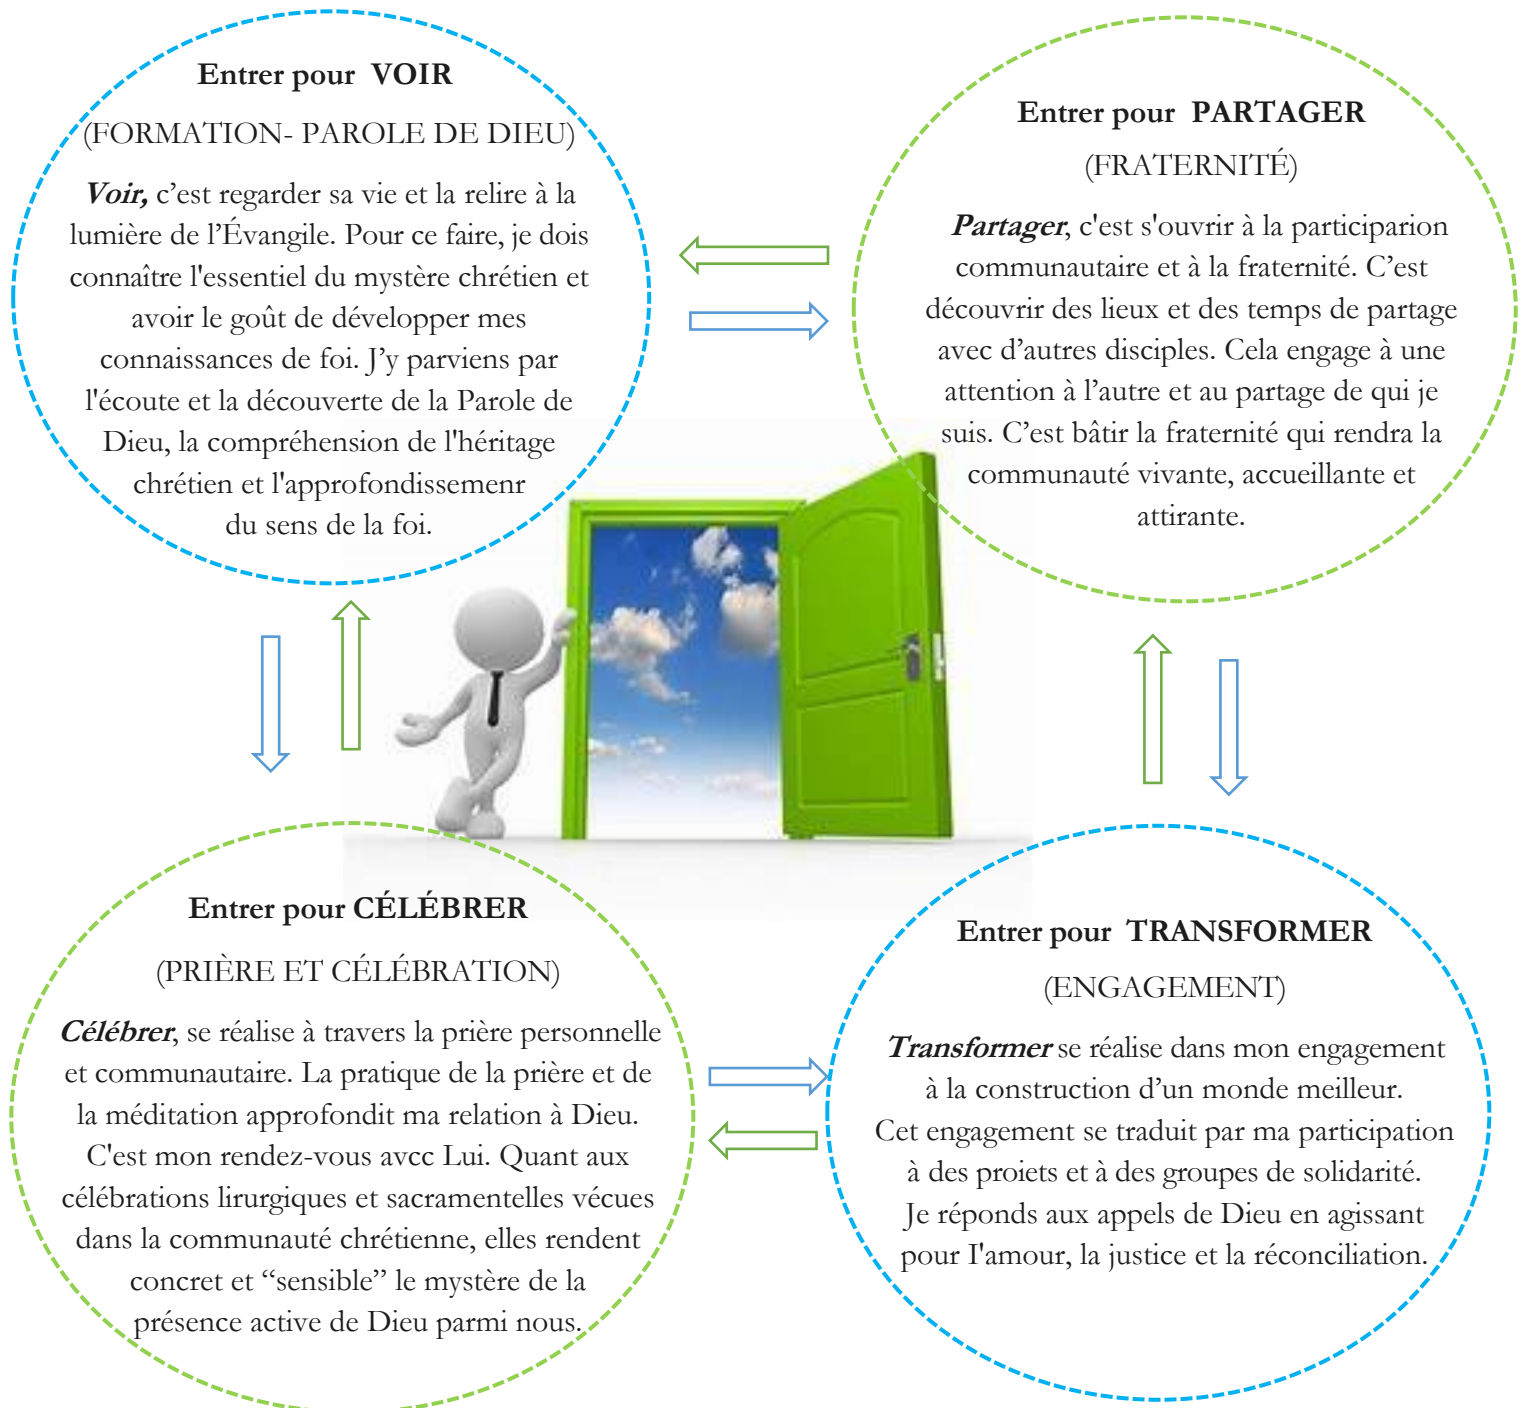 Entrer pour VOIR
(FORMATION- PAROLE DE DIEU)
Voir, c’est regarder sa vie et la relire à la
lumière de l’Évangile. Pour ce faire, je dois
connaître l'essentiel du mystère chrétien et
avoir le goût de développer mes
connaissances de foi. J’y parviens par
l'écoute et la découverte de la Parole de
Dieu, la compréhension de l'héritage
chrétien et l'approfondissemenr
du sens de la foi.
Entrer pour PARTAGER
(FRATERNITÉ)
Partager, c'est s'ouvrir à la participarion
communautaire et à la fraternité. C’est
découvrir des lieux et des temps de partage
avec d’autres disciples. Cela engage à une
attention à l’autre et au partage de qui je
suis. C’est bâtir la fraternité qui rendra la
communauté vivante, accueillante et
attirante.
Entrer pour CÉLÉBRER
(PRIÈRE ET CÉLÉBRATION)
Célébrer, se réalise à travers la prière personnelle
et communautaire. La pratique de la prière et de
la méditation approfondit ma relation à Dieu.
C'est mon rendez-vous avcc Lui. Quant aux
célébrations lirurgiques et sacramentelles vécues
dans la communauté chrétienne, elles rendent
concret et “sensible” le mystère de la
présence active de Dieu parmi nous.
Entrer pour TRANSFORMER
(ENGAGEMENT)
Transformer se réalise dans mon engagement
à la construction d’un monde meilleur.
Cet engagement se traduit par ma participation
à des proiets et à des groupes de solidarité.
Je réponds aux appels de Dieu en agissant
pour I'amour, la justice et la réconciliation.